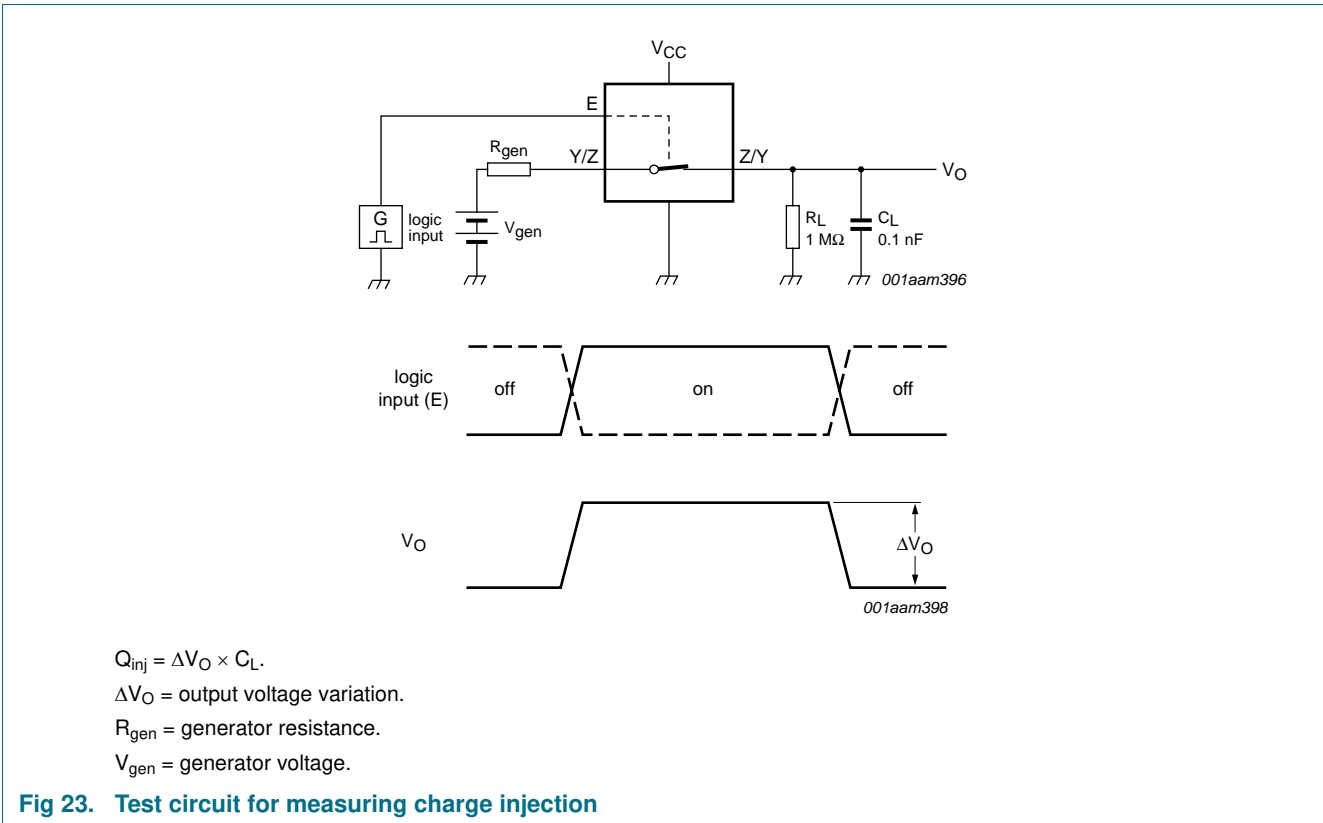 VCC
E
Rgen
Y/Z
Z/Y
VO
G
logic
input
Vgen
RL
1 MΩ
CL
0.1 nF
001aam396
logic
input (E)
off
on
off
VO
ΔVO
001aam398
Qinj = ΔVO × CL.
ΔVO = output voltage variation.
Rgen = generator resistance.
Vgen = generator voltage.
Fig 23. Test circuit for measuring charge injection